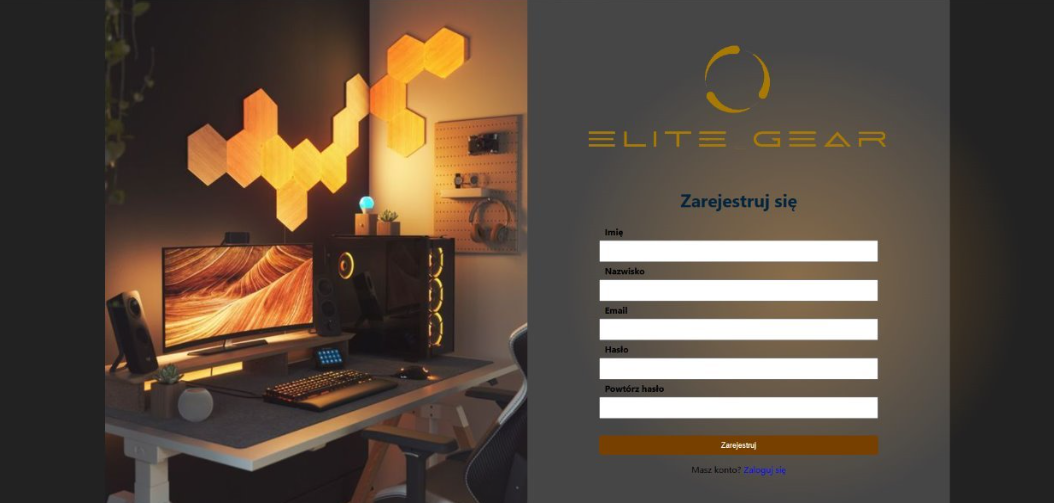 ELITE GEAR
Zarejestruj się
Imię
Nazwisko
Email
Hasło
Powtórz hasło
Zarejestruj
Masz konto? Zaloguj się